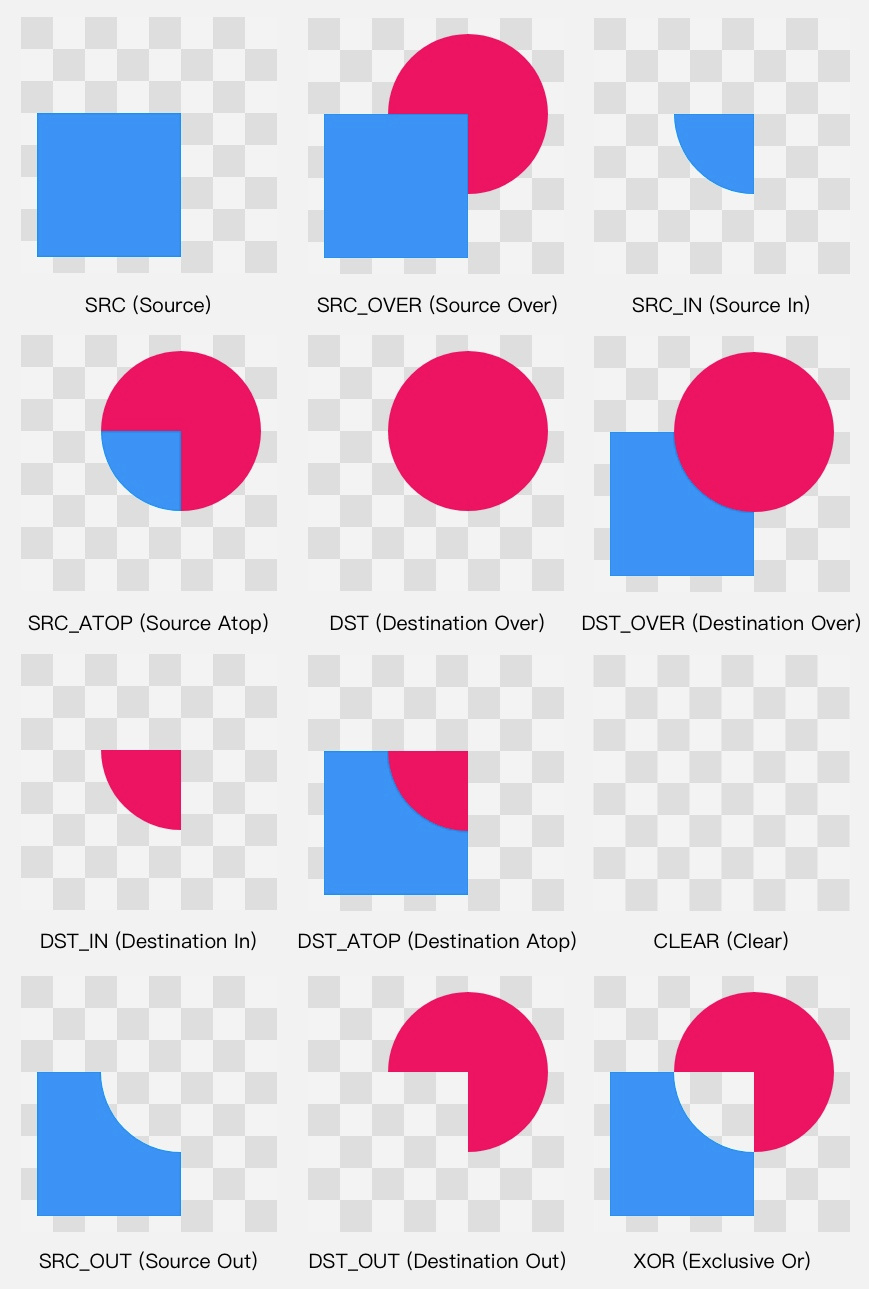 SRC (Source)
SRC_OVER (Source Over)
SRC_IN (Source In)
SRC_ATOP (Source Atop)
DST (Destination Over)
DST_OVER (Destination Over)
DST_IN (Destination In)
DST_ATOP (Destination Atop)
CLEAR (Clear)
SRC_OUT (Source Out)
DST_OUT (Destination Out)
XOR (Exclusive Or)